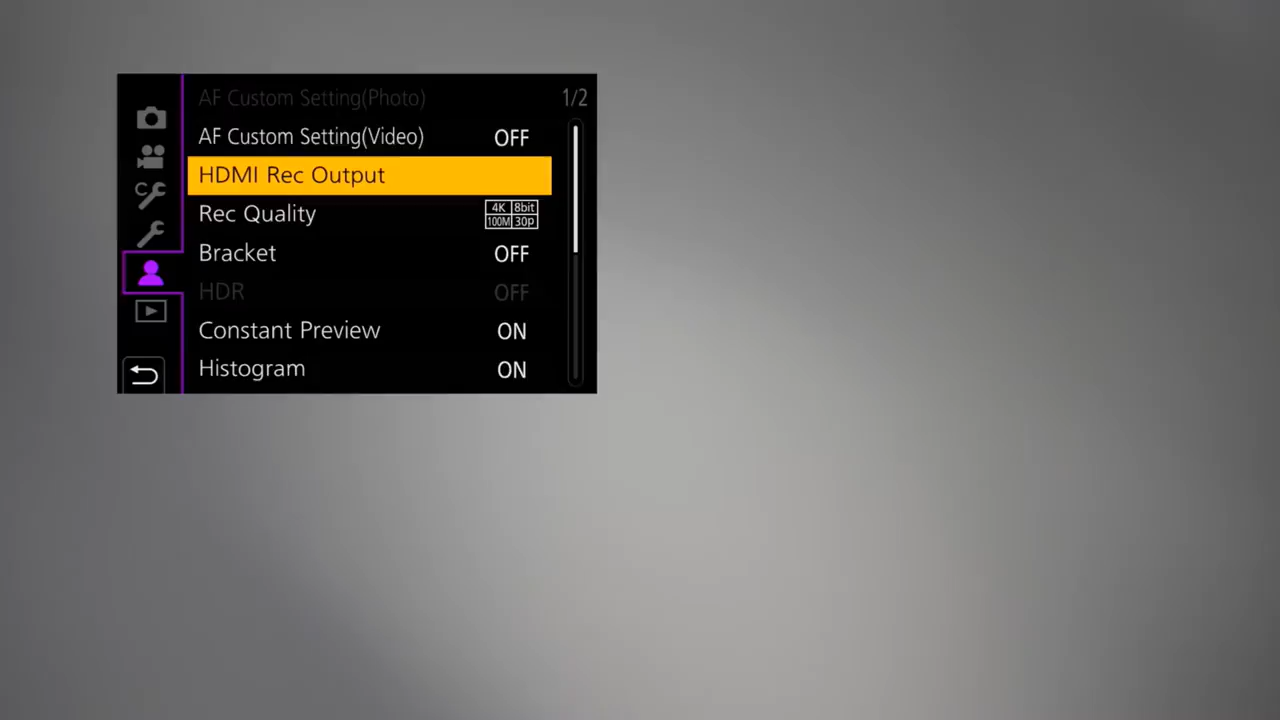 AF Custom Setting(Photo) 1/2
AF Custom Setting(Video) OFF
HDMI Rec Output
Rec Quality 4K 8bit 100M 30p
Bracket OFF
HDR OFF
Constant Preview ON
Histogram ON